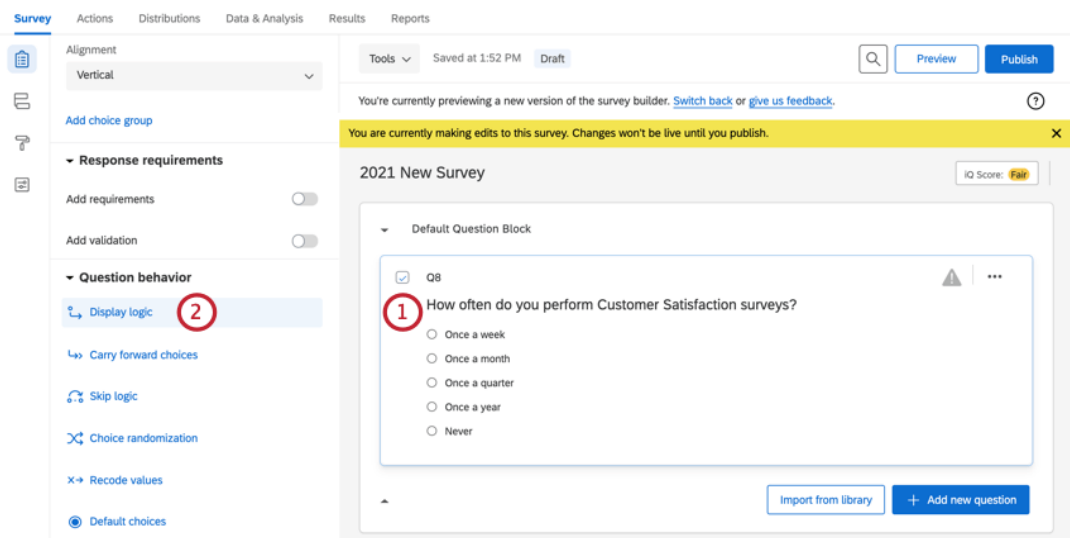 Survey Actions Distributions Data & Analysis Results Reports
Alignment
Vertical
Add choice group
Response requirements
Add requirements
Add validation
Question behavior
Display logic 2
Carry forward choices
Skip logic
Choice randomization
Recode values
Default choices
Tools Saved at 1:52 PM Draft Preview Publish
You're currently previewing a new version of the survey builder. Switch back or give us feedback. ?
You are currently making edits to this survey. Changes won't be live until you publish.
2021 New Survey iQ Score: Fair
Default Question Block
Q8
1 How often do you perform Customer Satisfaction surveys?
Once a week
Once a month
Once a quarter
Once a year
Never
Import from library + Add new question